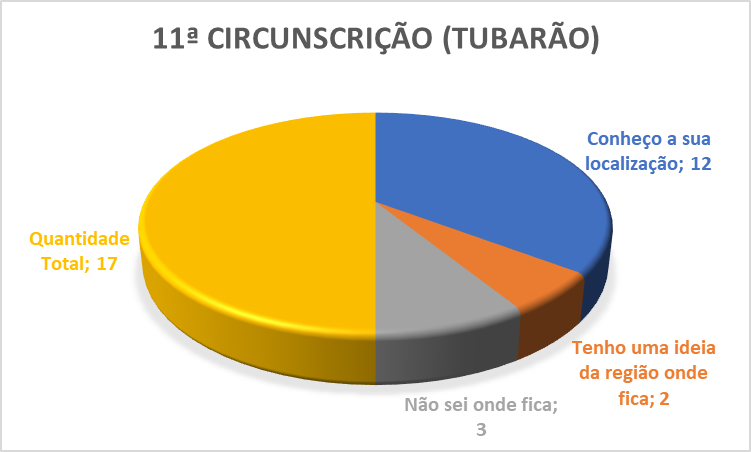 11ª CIRCUNSCRIÇÃO (TUBARÃO)
Conheço a sua
localização; 12
Quantidade
Total; 17
Tenho uma ideia
da região onde
fica; 2
Não sei onde fica;
3